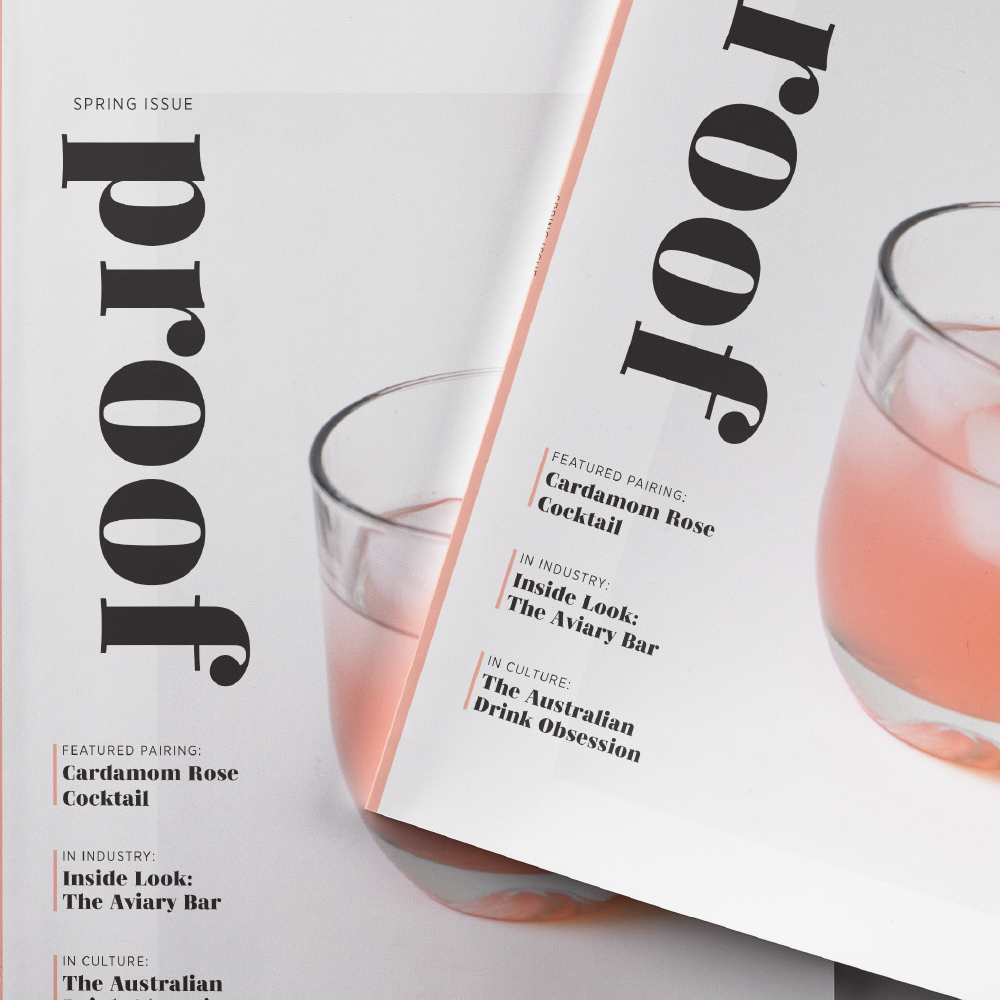 SPRING ISSUE
proof
FEATURED PAIRING:
Cardamom Rose
Cocktail
IN INDUSTRY:
Inside Look:
The Aviary Bar
IN CULTURE:
The Australian
roof
FEATURED PAIRING:
Cardamom Rose
Cocktail
IN INDUSTRY:
Inside Look:
The Aviary Bar
IN CULTURE:
The Australian
Drink Obsession